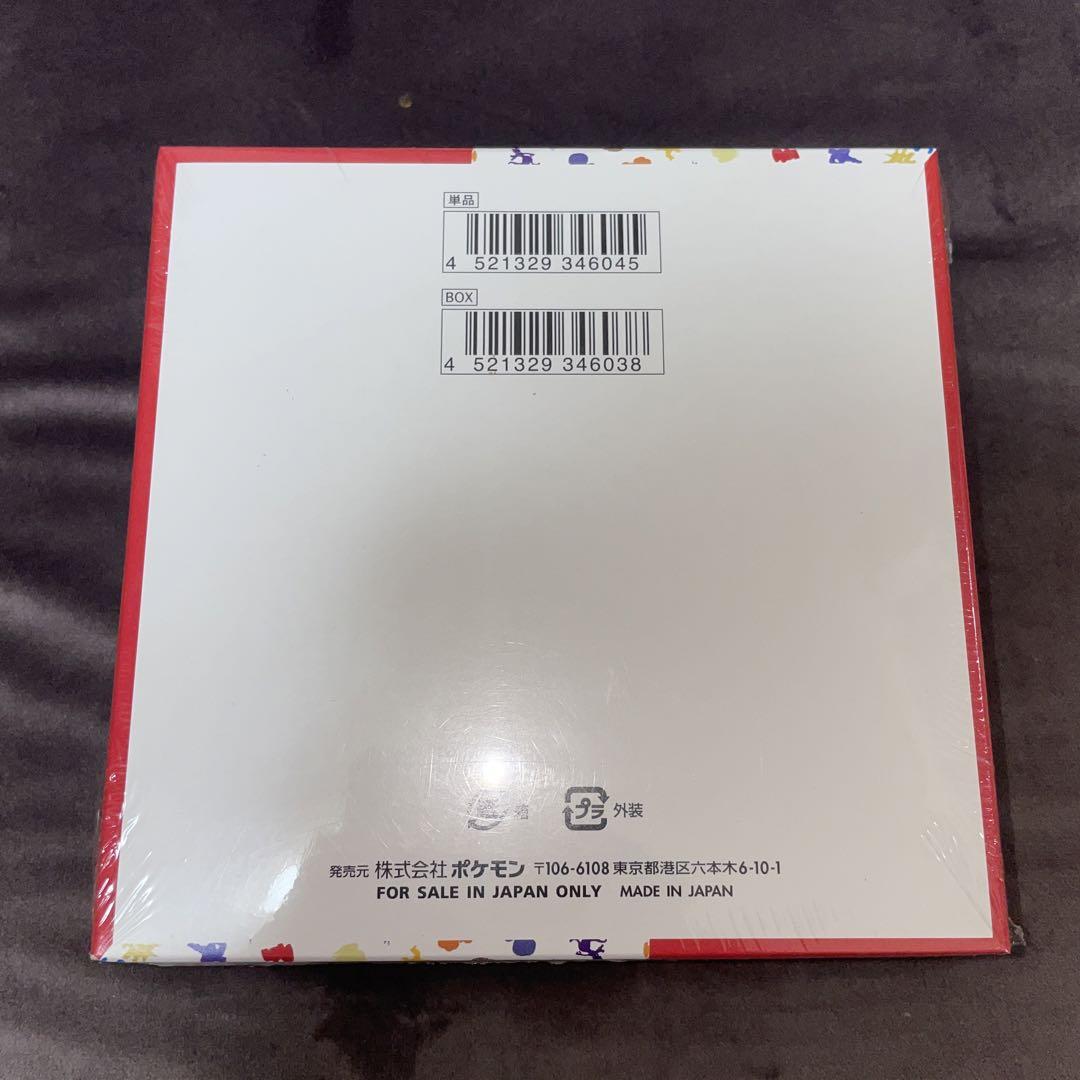 単品
4 521329 346045
BOX
4 521329 346038
プラ 外装
発売元 株式会社ポケモン 〒106-6108 東京都港区六本木6-10-1
FOR SALE IN JAPAN ONLY MADE IN JAPAN